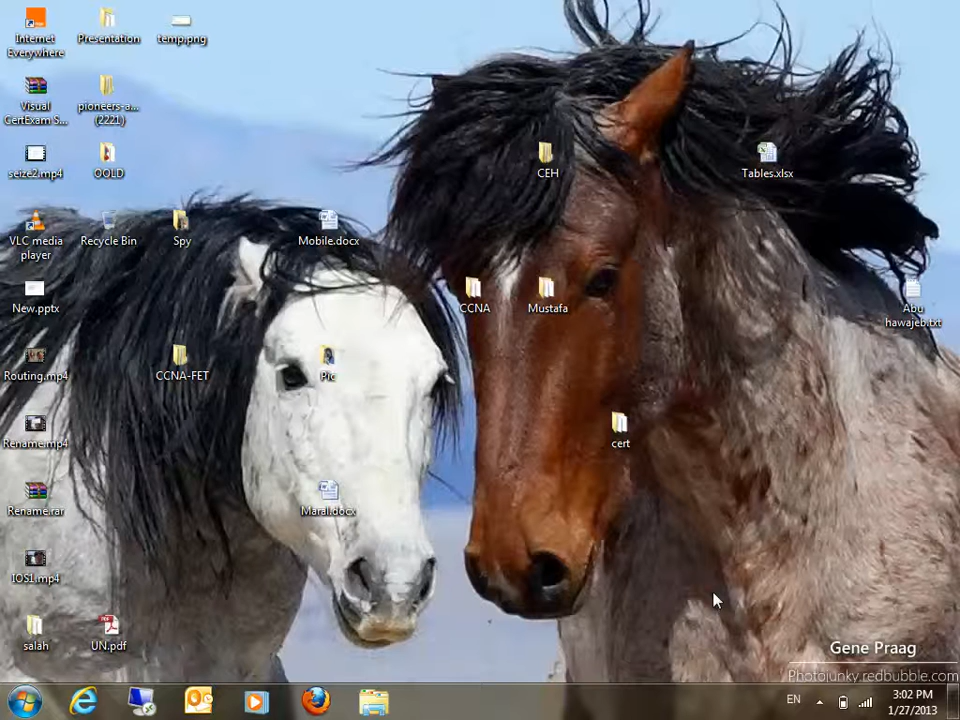 Internet
Everywhere
Presentation
temp.png
Visual
CertExam S...
pioneers-a...
(2221)
seize2.mp4
OOLD
CEH
Tables.xlsx
VLC media
player
Recycle Bin
Spy
Mobile.docx
New.pptx
CCNA
Mustafa
Abu
hawajeb.txt
Routing.mp4
CCNA-FET
Pic
Rename.mp4
cert
Rename.rar
Maral.docx
IOS1.mp4
salah
UN.pdf
Gene Praag
Photojunky.redbubble.com
EN
3:02 PM
1/27/2013